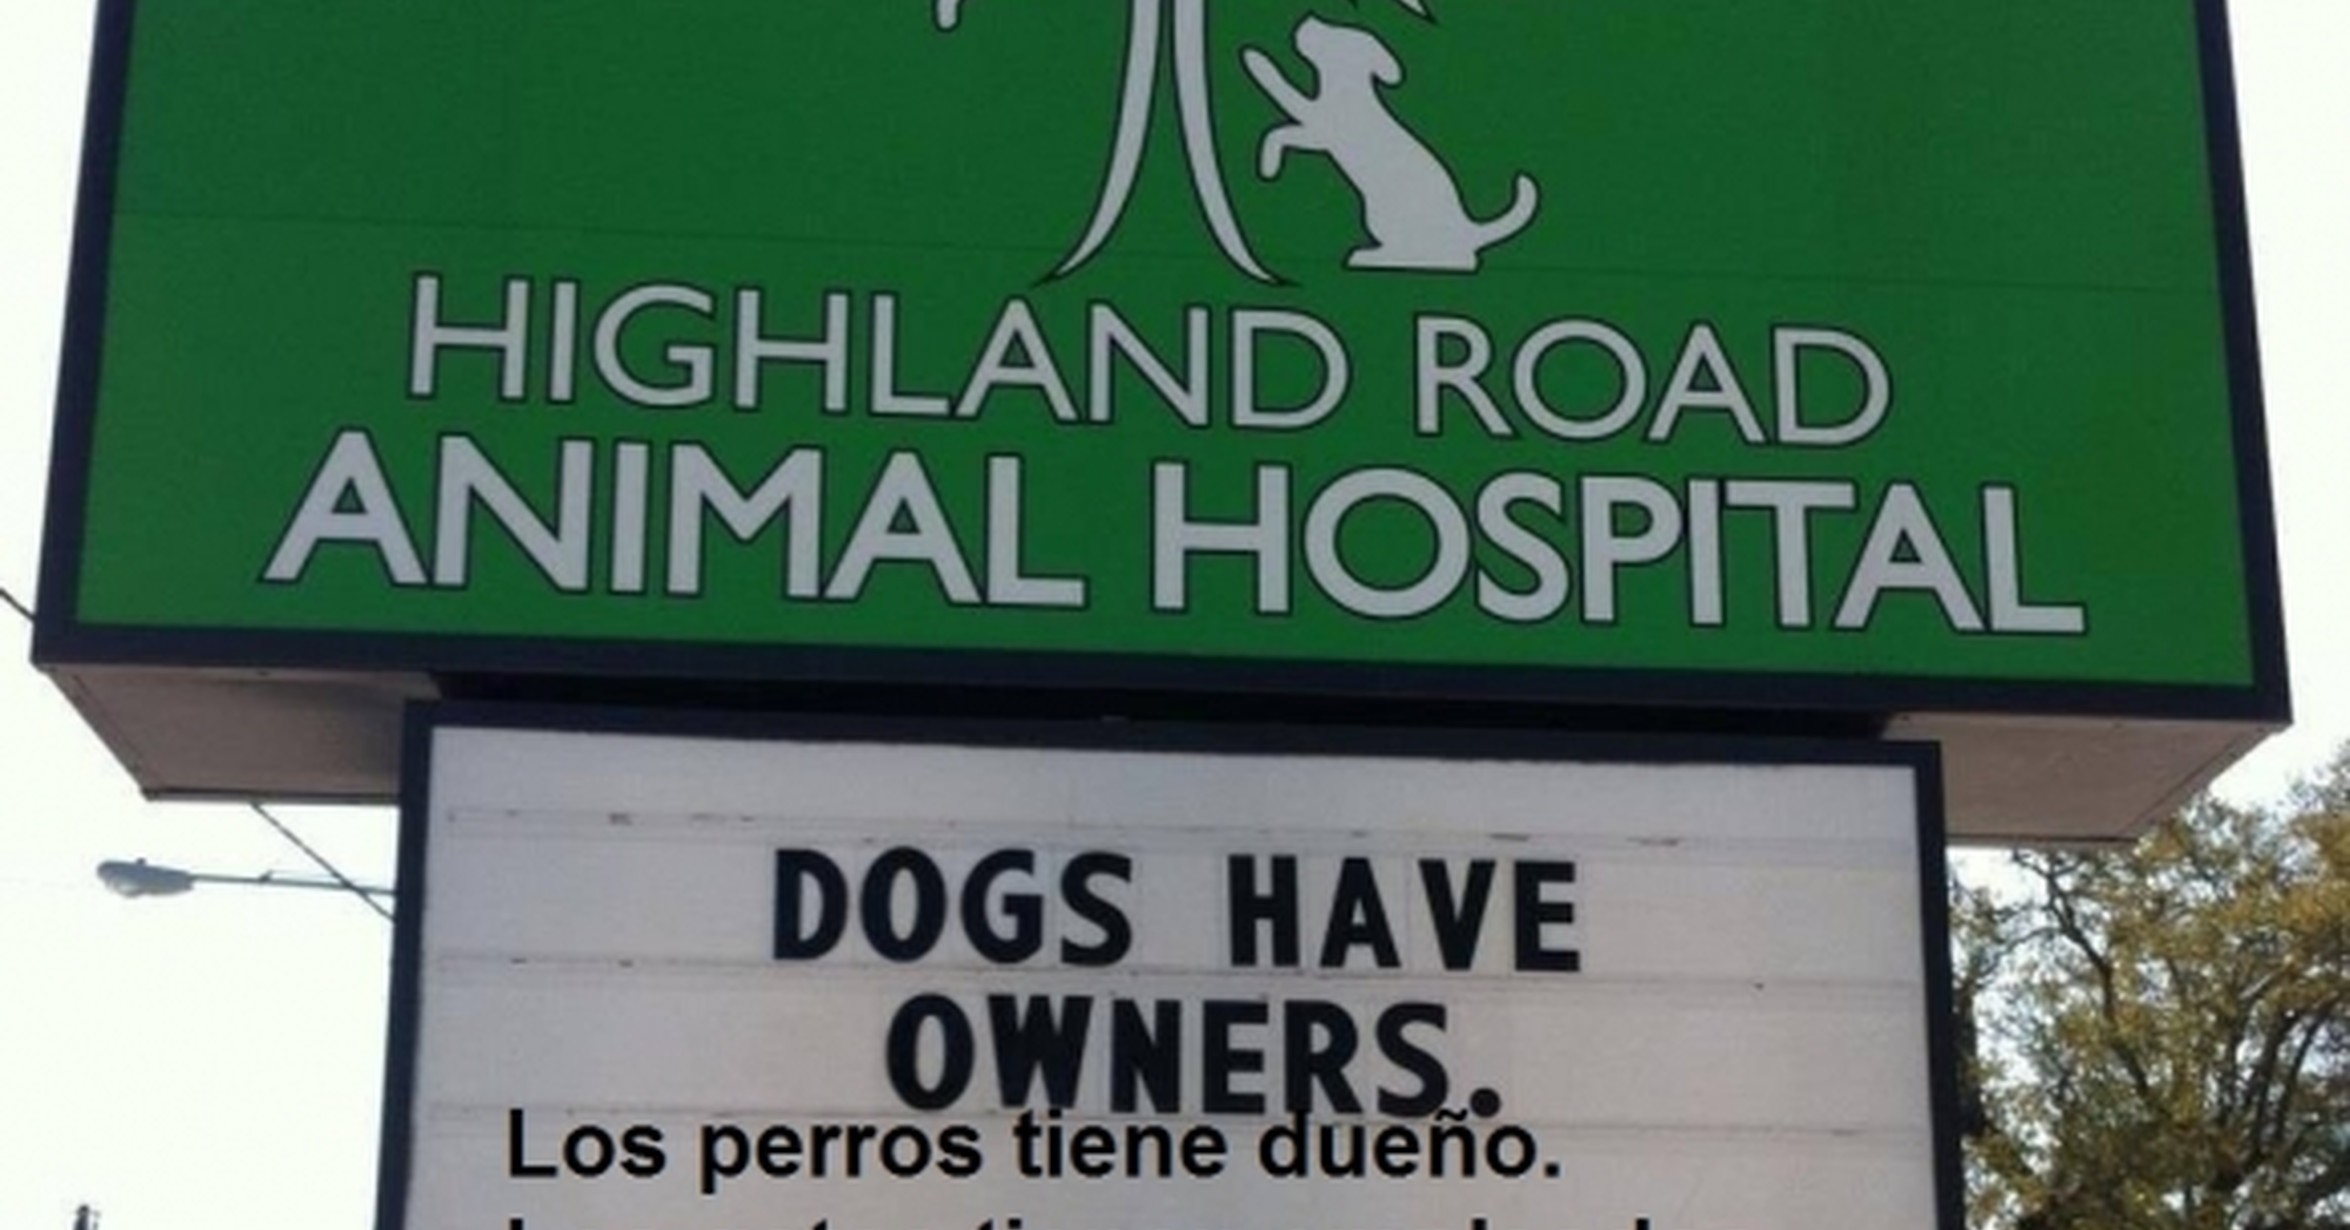 HIGHLAND ROAD
ANIMAL HOSPITAL
DOGS HAVE
OWNERS.
Los perros tiene dueño.